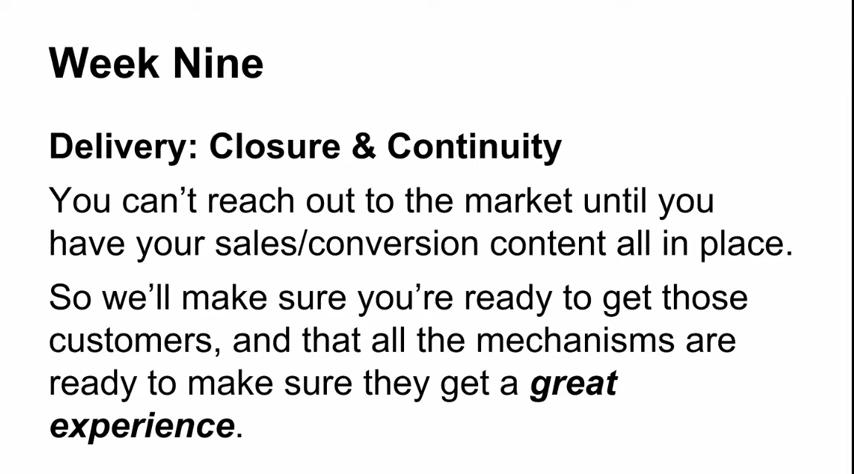 Week Nine
Delivery: Closure & Continuity
You can’t reach out to the market until you
have your sales/conversion content all in place.
So we’ll make sure you’re ready to get those
customers, and that all the mechanisms are
ready to make sure they get a great
experience.